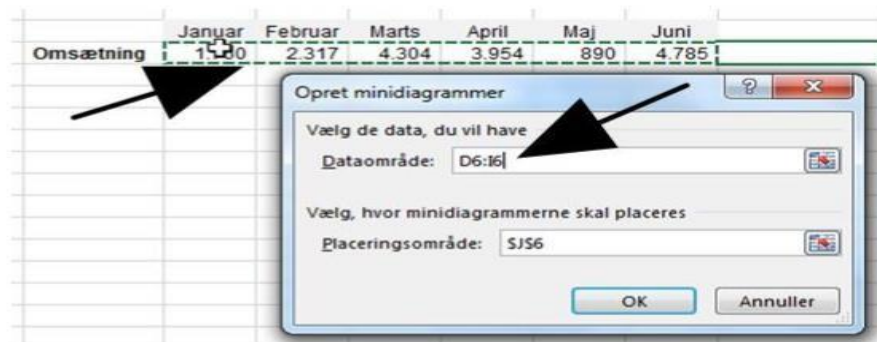 Januar Februar Marts April Maj Juni
Omsætning 2.317 4.304 3.954 890 4.785
Opret minidiagrammer
Vælg de data, du vil have
Dataområde: D6:I6
Vælg, hvor minidiagrammerne skal placeres
Placeringsområde: $J$6
OK Annuller